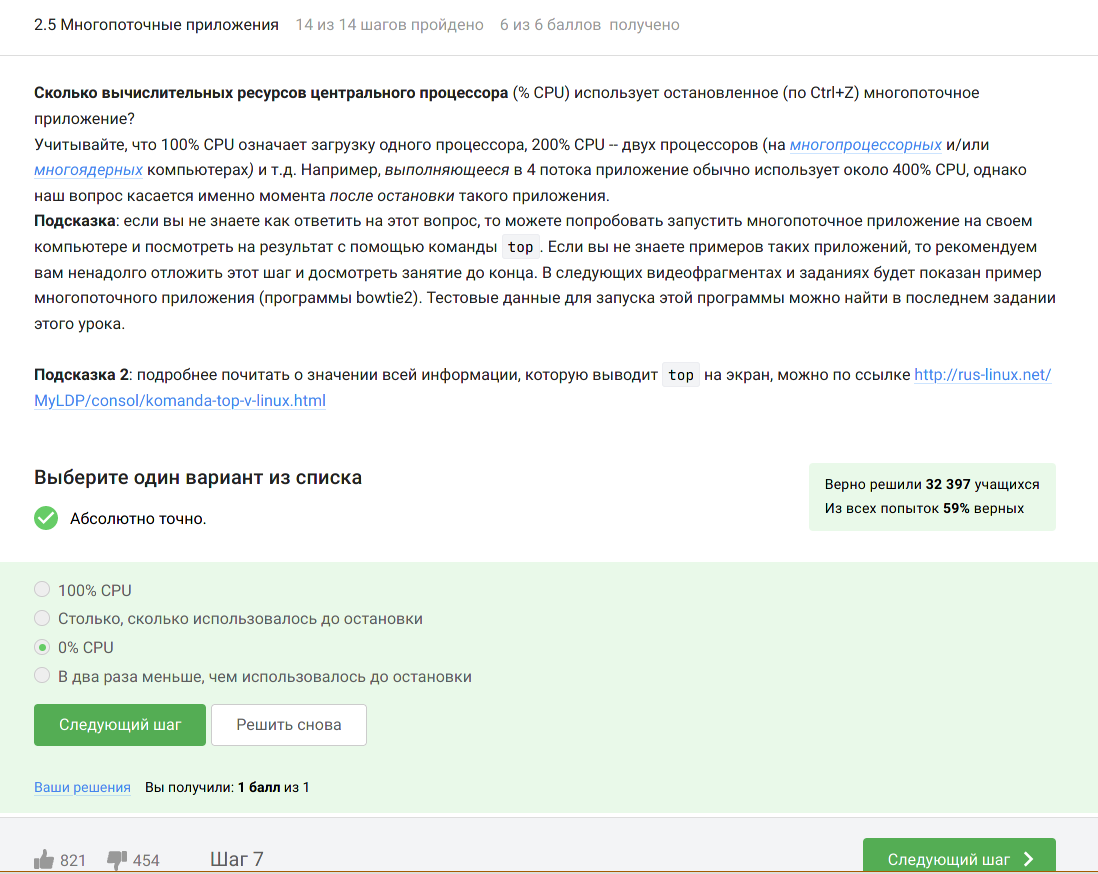 2.5 Многопоточные приложения 14 из 14 шагов пройдено 6 из 6 баллов получено
Сколько вычислительных ресурсов центрального процессора (% CPU) использует остановленное (по Ctrl+Z) многопоточное
приложение?
Учитывайте, что 100% CPU означает загрузку одного процессора, 200% CPU -- двух процессоров (на многопроцессорных и/или
многоядерных компьютерах) и т.д. Например, выполняющееся в 4 потока приложение обычно использует около 400% CPU, однако
наш вопрос касается именно момента после остановки такого приложения.
Подсказка: если вы не знаете как ответить на этот вопрос, то можете попробовать запустить многопоточное приложение на своем
компьютере и посмотреть на результат с помощью команды top. Если вы не знаете примеров таких приложений, то рекомендуем
вам ненадолго отложить этот шаг и досмотреть занятие до конца. В следующих видеофрагментах и заданиях будет показан пример
многопоточного приложения (программы bowtie2). Тестовые данные для запуска этой программы можно найти в последнем задании
этого урока.
Подсказка 2: подробнее почитать о значении всей информации, которую выводит top на экран, можно по ссылке http://rus-linux.net/
MyLDP/consol/komanda-top-v-linux.html
Выберите один вариант из списка
Абсолютно точно.
Верно решили 32 397 учащихся
Из всех попыток 59% верных
100% CPU
Столько, сколько использовалось до остановки
0% CPU
В два раза меньше, чем использовалось до остановки
Следующий шаг Решить снова
Ваши решения Вы получили: 1 балл из 1
821 454 Шаг 7 Следующий шаг